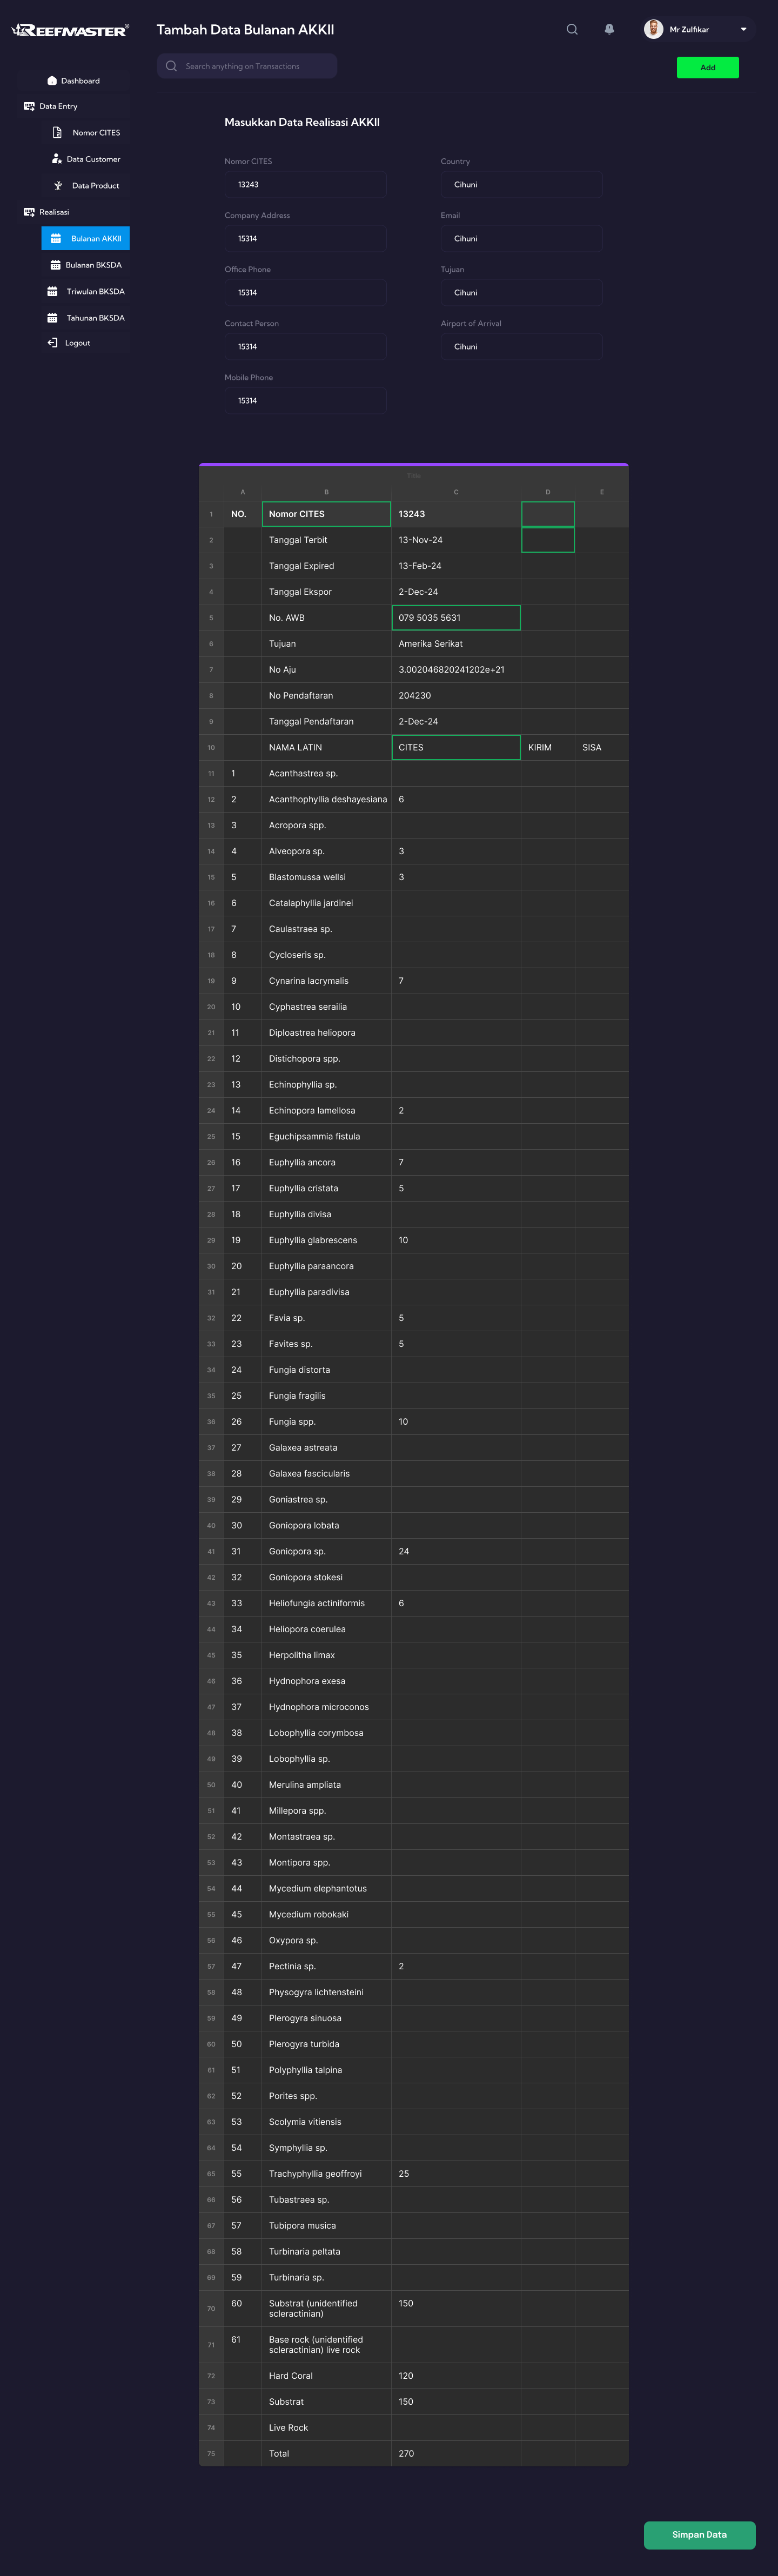 REEFMASTER®
Tambah Data Bulanan AKKII
Mr Zulfikar
Search anything on Transactions
Add
Dashboard
Data Entry
Nomor CITES
Data Customer
Data Product
Realisasi
Bulanan AKKII
Bulanan BKSDA
Triwulan BKSDA
Tahunan BKSDA
Logout
Masukkan Data Realisasi AKKII
Nomor CITES Country
13243 Cihuni
Company Address Email
15314 Cihuni
Office Phone Tujuan
15314 Cihuni
Contact Person Airport of Arrival
15314 Cihuni
Mobile Phone
15314
Title
A B C D E
1 NO. Nomor CITES 13243
2 Tanggal Terbit 13-Nov-24
3 Tanggal Expired 13-Feb-24
4 Tanggal Ekspor 2-Dec-24
5 No. AWB 079 5035 5631
6 Tujuan Amerika Serikat
7 No Aju 3.002046820241202e+21
8 No Pendaftaran 204230
9 Tanggal Pendaftaran 2-Dec-24
10 NAMA LATIN CITES KIRIM SISA
11 1 Acanthastrea sp.
12 2 Acanthophyllia deshayesiana 6
13 3 Acropora spp.
14 4 Alveopora sp. 3
15 5 Blastomussa wellsi 3
16 6 Catalaphyllia jardinei
17 7 Caulastraea sp.
18 8 Cycloseris sp.
19 9 Cynarina lacrymalis 7
20 10 Cyphastrea serailia
21 11 Diploastrea heliopora
22 12 Distichopora spp.
23 13 Echinophyllia sp.
24 14 Echinopora lamellosa 2
25 15 Eguchipsammia fistula
26 16 Euphyllia ancora 7
27 17 Euphyllia cristata 5
28 18 Euphyllia divisa
29 19 Euphyllia glabrescens 10
30 20 Euphyllia paraancora
31 21 Euphyllia paradivisa
32 22 Favia sp. 5
33 23 Favites sp. 5
34 24 Fungia distorta
35 25 Fungia fragilis
36 26 Fungia spp. 10
37 27 Galaxea astreata
38 28 Galaxea fascicularis
39 29 Goniastrea sp.
40 30 Goniopora lobata
41 31 Goniopora sp. 24
42 32 Goniopora stokesi
43 33 Heliofungia actiniformis 6
44 34 Heliopora coerulea
45 35 Herpolitha limax
46 36 Hydnophora exesa
47 37 Hydnophora microconos
48 38 Lobophyllia corymbosa
49 39 Lobophyllia sp.
50 40 Merulina ampliata
51 41 Millepora spp.
52 42 Montastraea sp.
53 43 Montipora spp.
54 44 Mycedium elephantotus
55 45 Mycedium robokaki
56 46 Oxypora sp.
57 47 Pectinia sp. 2
58 48 Physogyra lichtensteini
59 49 Plerogyra sinuosa
60 50 Plerogyra turbida
61 51 Polyphyllia talpina
62 52 Porites spp.
63 53 Scolymia vitiensis
64 54 Symphyllia sp.
65 55 Trachyphyllia geoffroyi 25
66 56 Tubastraea sp.
67 57 Tubipora musica
68 58 Turbinaria peltata
69 59 Turbinaria sp.
70 60 Substrat (unidentified 150
scleractinian)
71 61 Base rock (unidentified
scleractinian) live rock
72 Hard Coral 120
73 Substrat 150
74 Live Rock
75 Total 270
Simpan Data